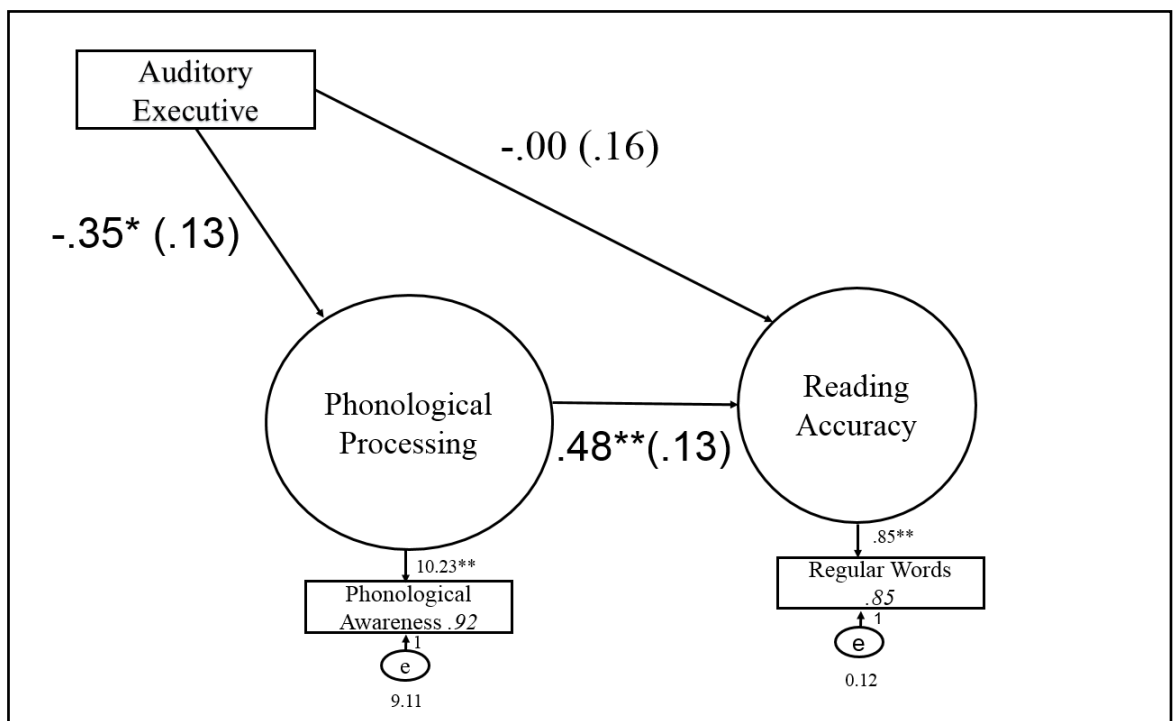 Auditory
Executive
-.00 (.16)
-.35* (.13)
Phonological
Processing
.48**(.13)
Reading
Accuracy
10.23**
Phonological
Awareness .92
1
e
9.11
.85**
Regular Words
.85
1
e
0.12